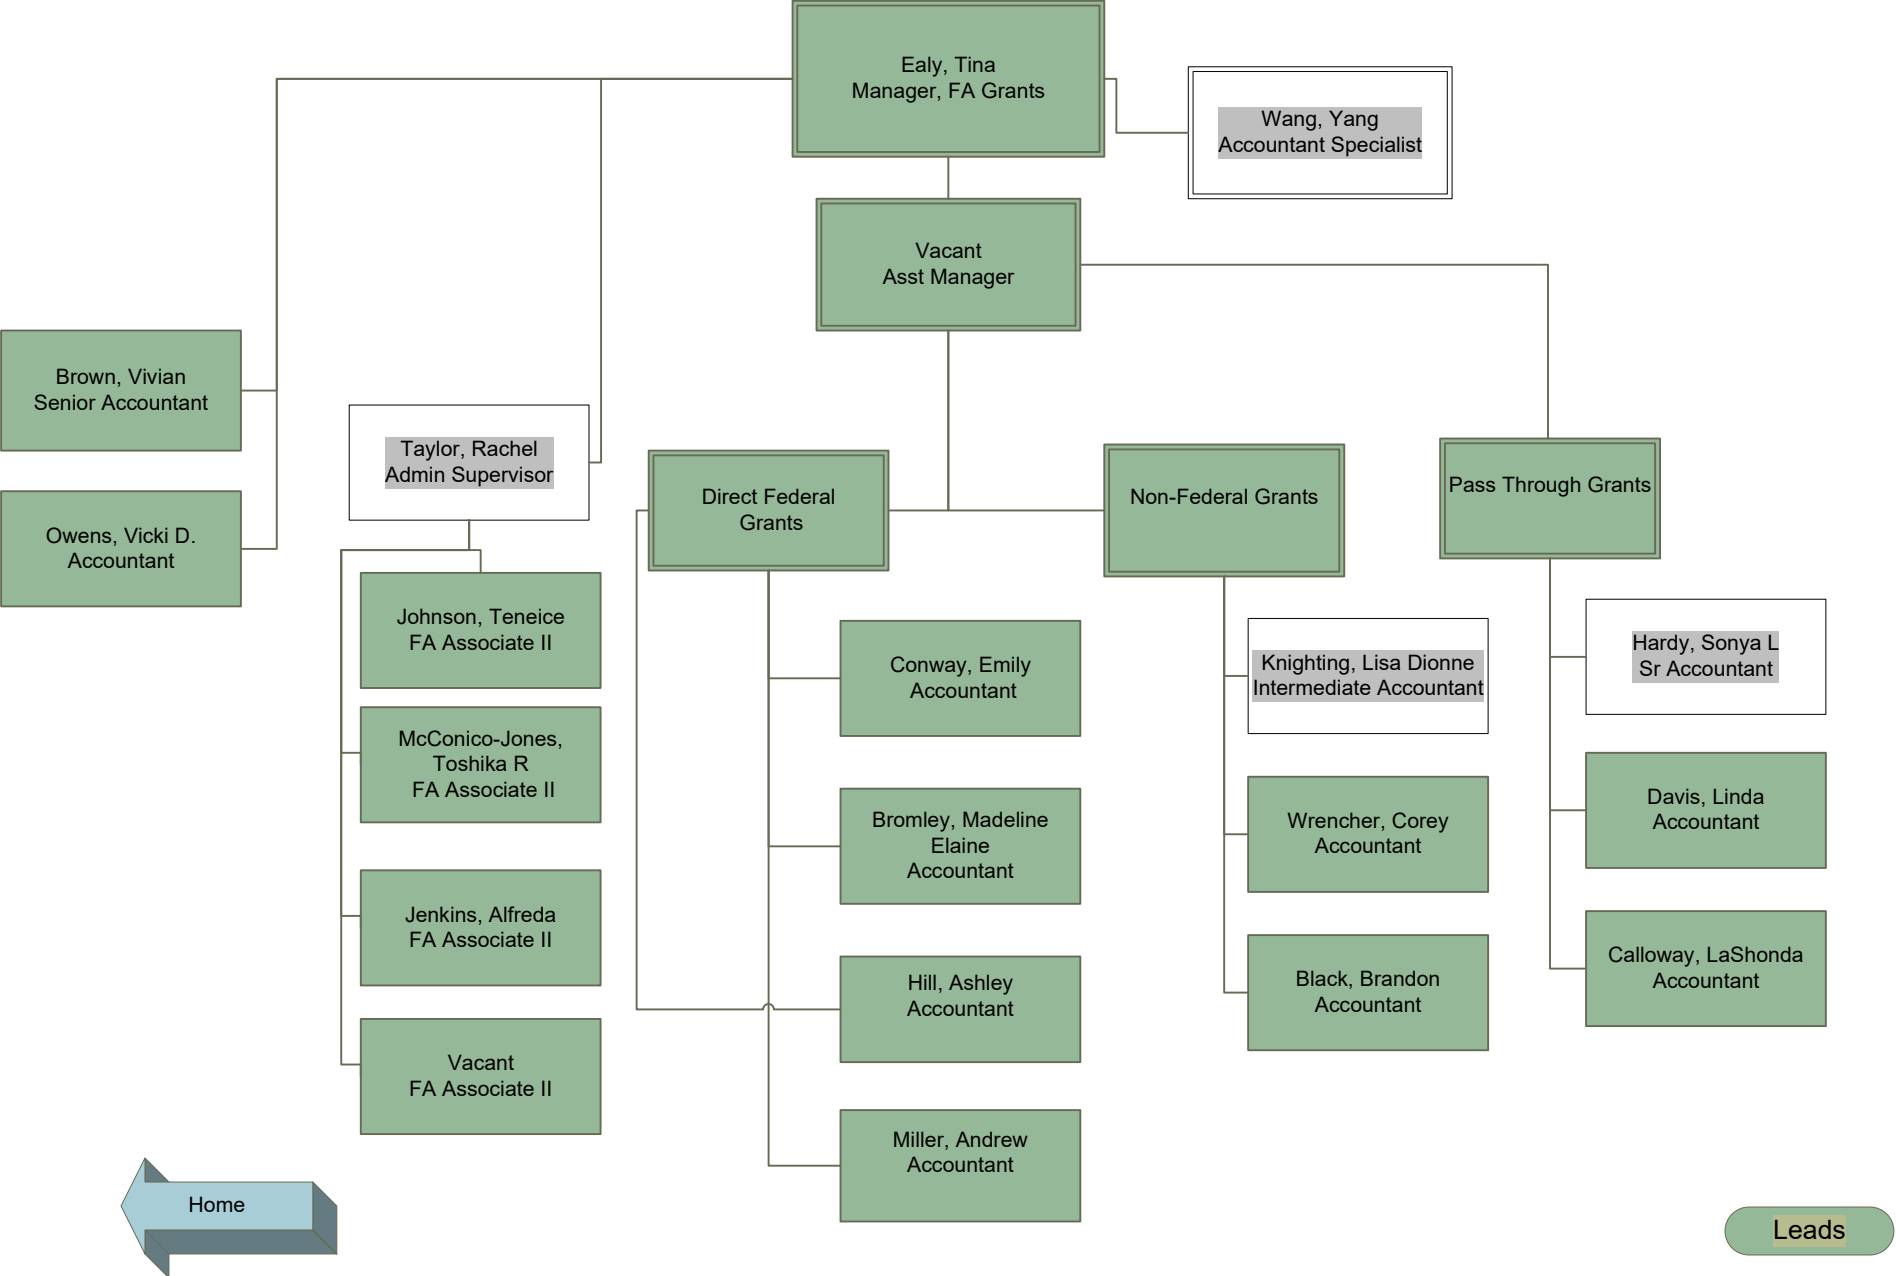 Ealy, Tina
Manager, FA Grants
Wang, Yang
Accountant Specialist
Vacant
Asst Manager
Brown, Vivian
Senior Accountant
Owens, Vicki D.
Accountant
Taylor, Rachel
Admin Supervisor
Johnson, Teneice
FA Associate II
McConico-Jones,
Toshika R
FA Associate II
Jenkins, Alfreda
FA Associate II
Vacant
FA Associate II
Direct Federal
Grants
Conway, Emily
Accountant
Bromley, Madeline
Elaine
Accountant
Hill, Ashley
Accountant
Miller, Andrew
Accountant
Non-Federal Grants
Knighting, Lisa Dionne
Intermediate Accountant
Wrencher, Corey
Accountant
Black, Brandon
Accountant
Pass Through Grants
Hardy, Sonya L
Sr Accountant
Davis, Linda
Accountant
Calloway, LaShonda
Accountant
Home
Leads